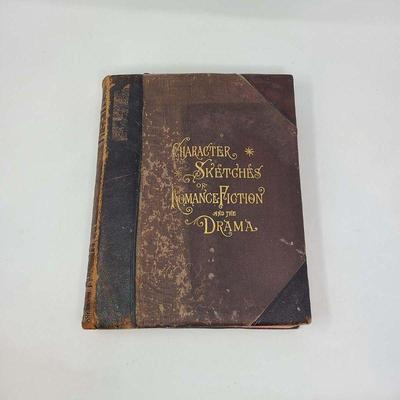 CHARACTER
SKETCHES
OF
ROMANCE FICTION
AND THE
DRAMA.